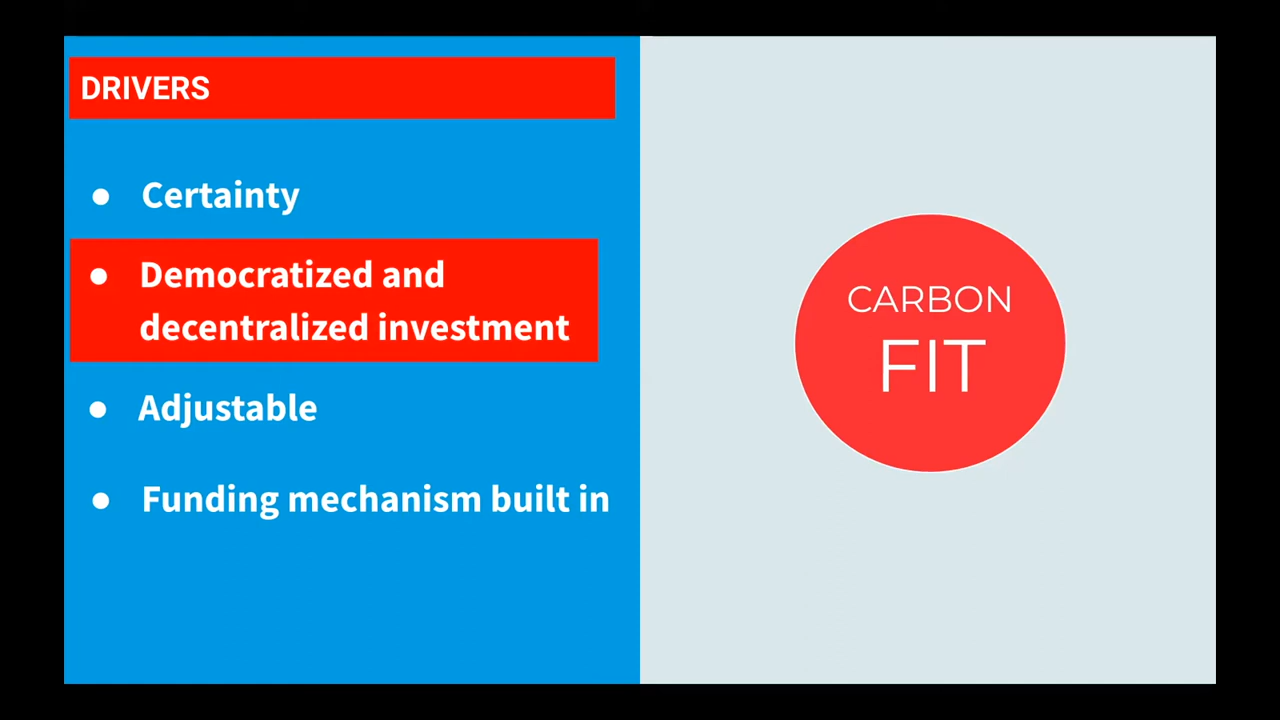 DRIVERS
● Certainty
● Democratized and
decentralized investment
● Adjustable
● Funding mechanism built in
CARBON
FIT